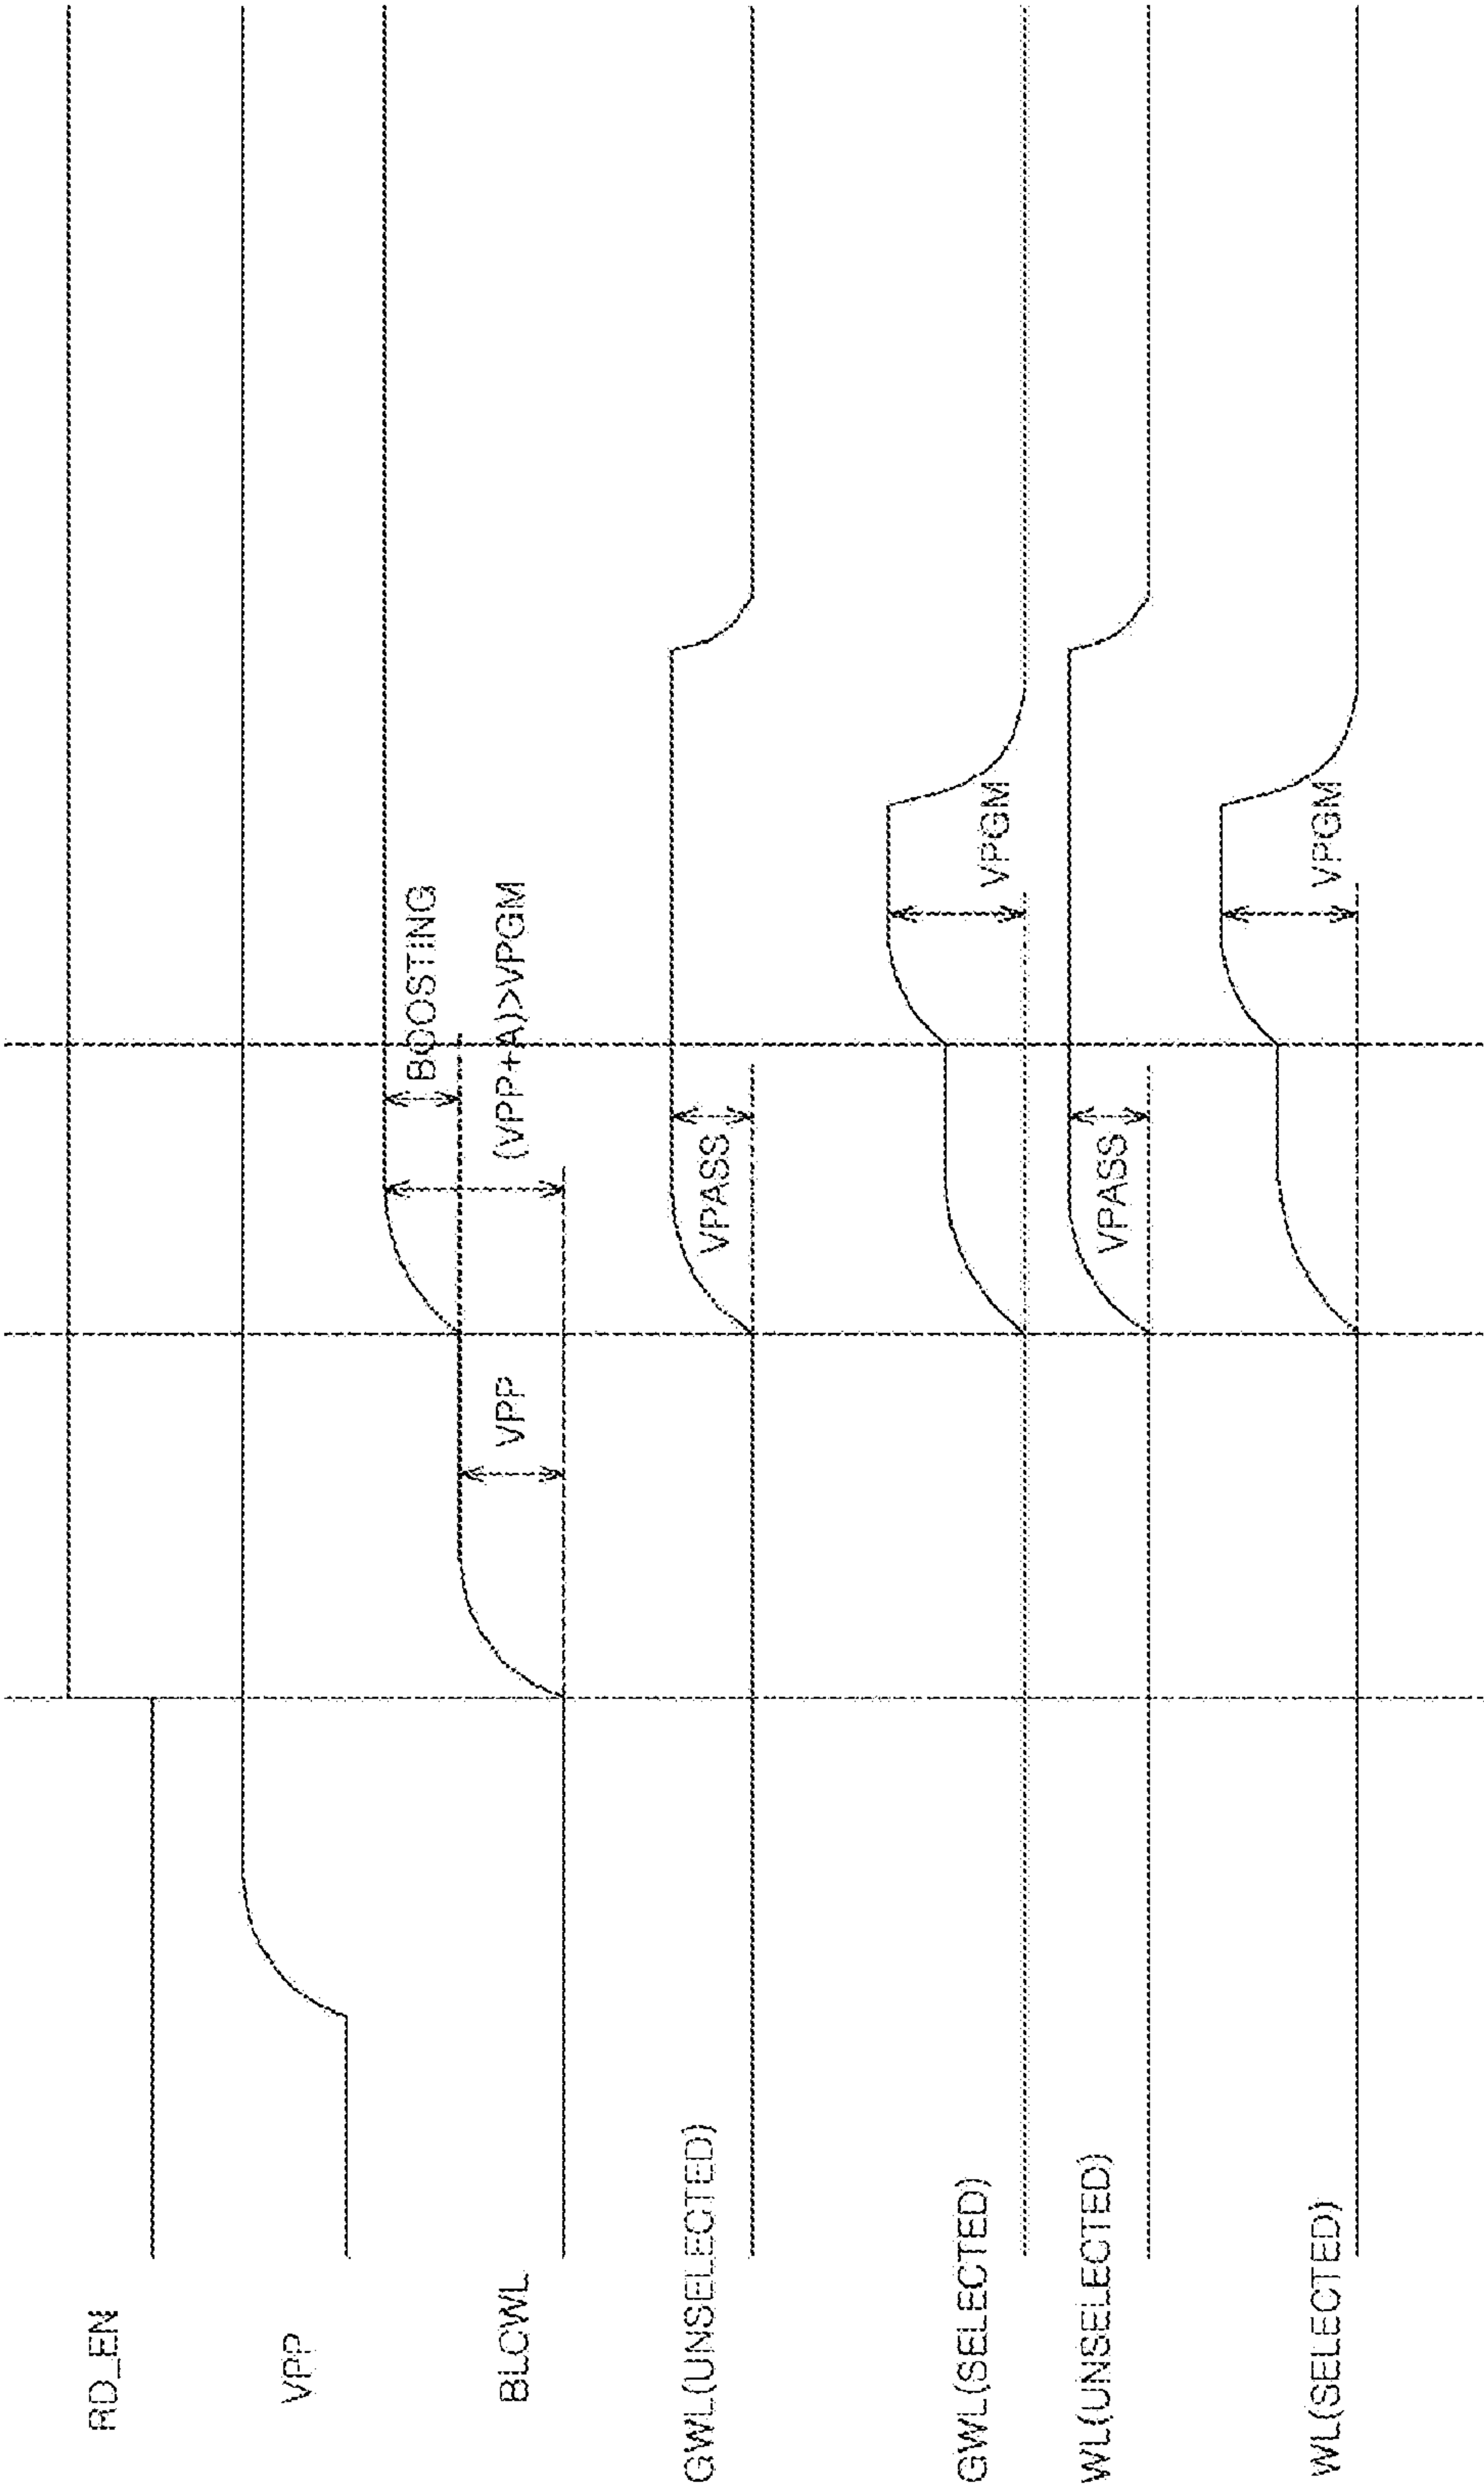 RD_EN
VPP
BLCWL
VPP
BOOSTING
(VPP+A)>VPGM
GWL(UNSELECTED)
VPASS
GWL(SELECTED)
VPGM
WL(UNSELECTED)
VPASS
WL(SELECTED)
VPGM